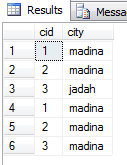 Results Messa
cid city
1 1 madina
2 2 madina
3 3 jadah
4 1 madina
5 2 madina
6 3 madina